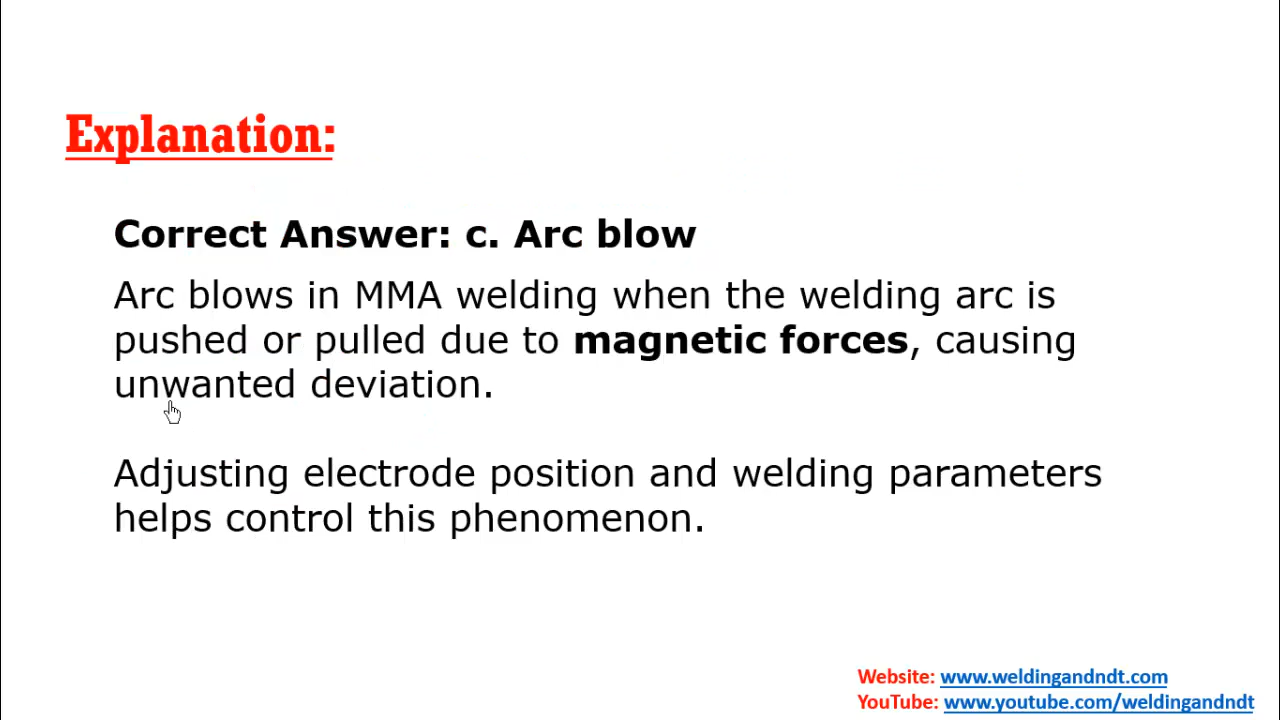 Explanation:
Correct Answer: c. Arc blow
Arc blows in MMA welding when the welding arc is
pushed or pulled due to magnetic forces, causing
unwanted deviation.
Adjusting electrode position and welding parameters
helps control this phenomenon.
Website: www.weldingandndt.com
YouTube: www.youtube.com/weldingandndt